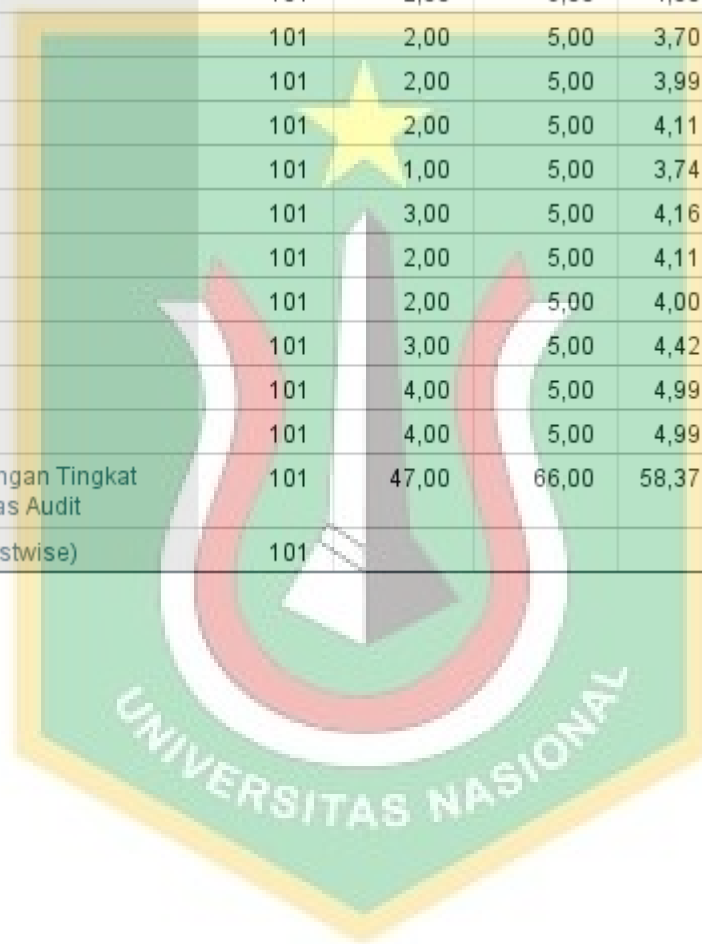 101 2,00 5,00 3,70
101 2,00 5,00 3,99
101 2,00 5,00 4,11
101 1,00 5,00 3,74
101 3,00 5,00 4,16
101 2,00 5,00 4,11
101 2,00 5,00 4,00
101 3,00 5,00 4,42
101 4,00 5,00 4,99
101 4,00 5,00 4,99
ngan Tingkat 101 47,00 66,00 58,37
as Audit
stwise) 101
UNIVERSITAS NASIONAL